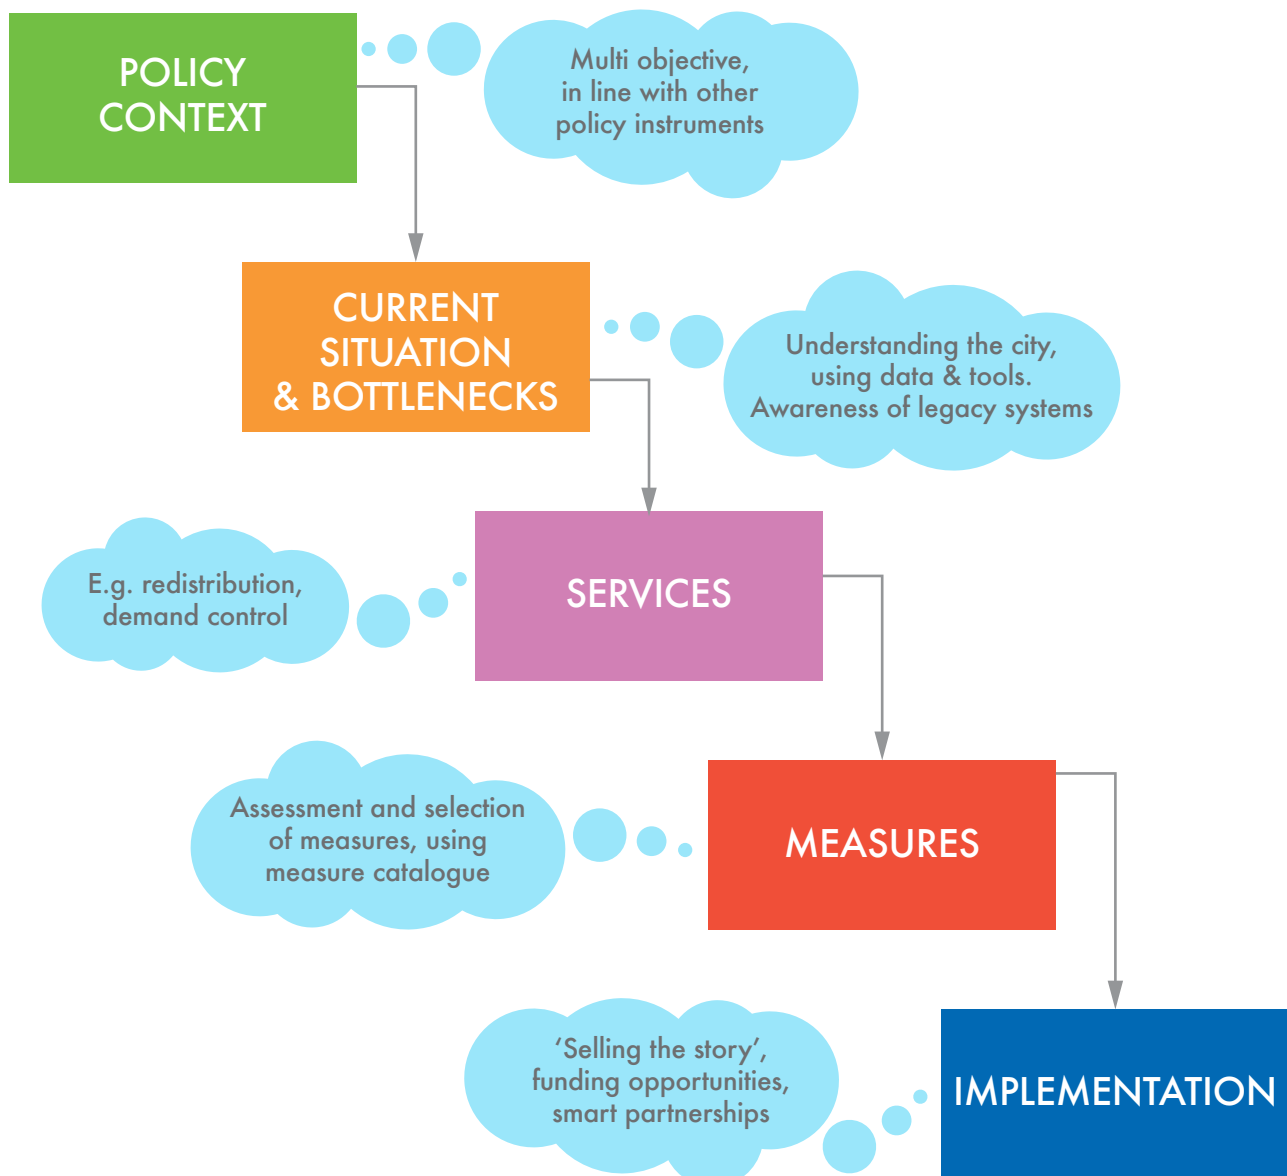 POLICY
CONTEXT
Multi objective,
in line with other
policy instruments
CURRENT
SITUATION
& BOTTLENECKS
Understanding the city,
using data & tools.
Awareness of legacy systems
E.g. redistribution,
demand control
SERVICES
Assessment and selection
of measures, using
measure catalogue
MEASURES
‘Selling the story’,
funding opportunities,
smart partnerships
IMPLEMENTATION